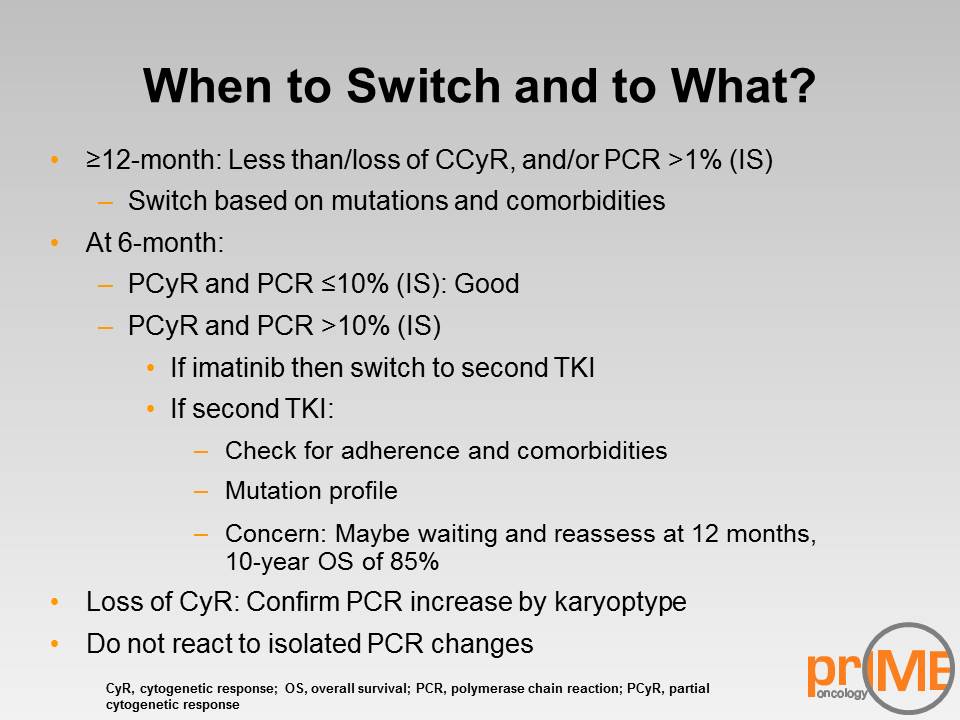 When to Switch and to What?
• ≥12-month: Less than/loss of CCyR, and/or PCR >1% (IS)
– Switch based on mutations and comorbidities
• At 6-month:
– PCyR and PCR ≤10% (IS): Good
– PCyR and PCR >10% (IS)
• If imatinib then switch to second TKI
• If second TKI:
– Check for adherence and comorbidities
– Mutation profile
– Concern: Maybe waiting and reassess at 12 months,
10-year OS of 85%
• Loss of CyR: Confirm PCR increase by karyoptype
• Do not react to isolated PCR changes
CyR, cytogenetic response; OS, overall survival; PCR, polymerase chain reaction; PCyR, partial
cytogenetic response
prIME
oncology